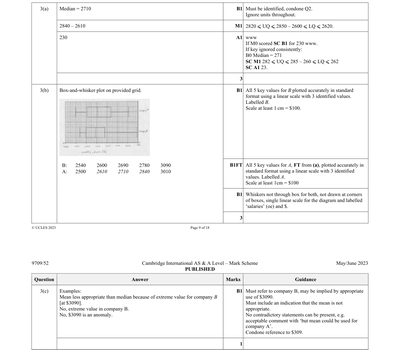 3(a) Median = 2710 B1 Must be identified, condone Q2.
Ignore units throughout.
2840 – 2610 M1 2820 ⩽ UQ ⩽ 2850 – 2600 ⩽ LQ ⩽ 2620.
230 A1 www
If M0 scored SC B1 for 230 www.
If key ignored consistently:
B0 Median = 271
SC M1 282 ⩽ UQ ⩽ 285 – 260 ⩽ LQ ⩽ 262
SC A1 23.
3
3(b) Box-and-whisker plot on provided grid. B1 All 5 key values for B plotted accurately in standard
format using a linear scale with 3 identified values.
Labelled B.
Scale at least 1 cm = $100.
B: 2540 2600 2690 2780 3090
A: 2500 2610 2710 2840 3010
B1FT All 5 key values for A, FT from (a), plotted accurately in
standard format using a linear scale with 3 identified
values. Labelled A.
Scale at least 1cm = $100
B1 Whiskers not through box for both, not drawn at corners
of boxes, single linear scale for the diagram and labelled
‘salaries’ (oe) and $.
3
© UCLES 2023 Page 9 of 18
9709/52 Cambridge International AS & A Level – Mark Scheme May/June 2023
PUBLISHED
Question Answer Marks Guidance
3(c) Examples: B1 Must refer to company B, may be implied by appropriate
Mean less appropriate than median because of extreme value for company B use of $3090.
[at $3090]. Must include an indication that the mean is not
No, extreme value in company B. appropriate.
No, $3090 is an anomaly. No contradictory statements can be present, e.g.
acceptable comment with ‘but mean could be used for
company A’.
Condone reference to $309.
1